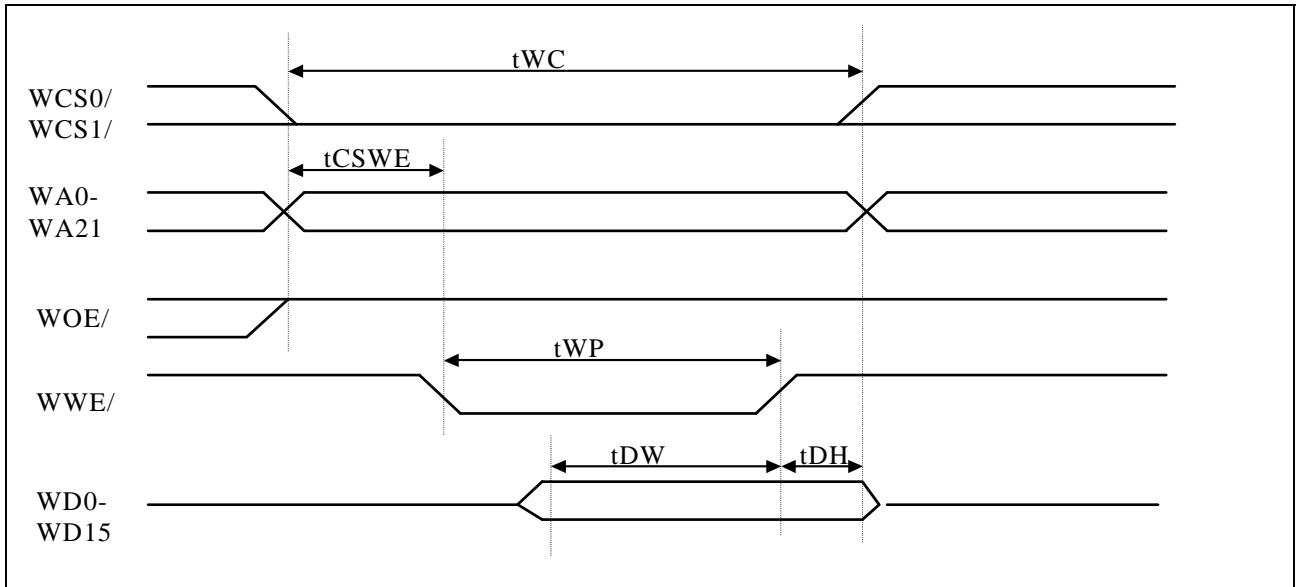 tWC
WCS0/
WCS1/
tCSWE
WA0-
WA21
WOE/
tWP
WWE/
tDW
tDH
WD0-
WD15